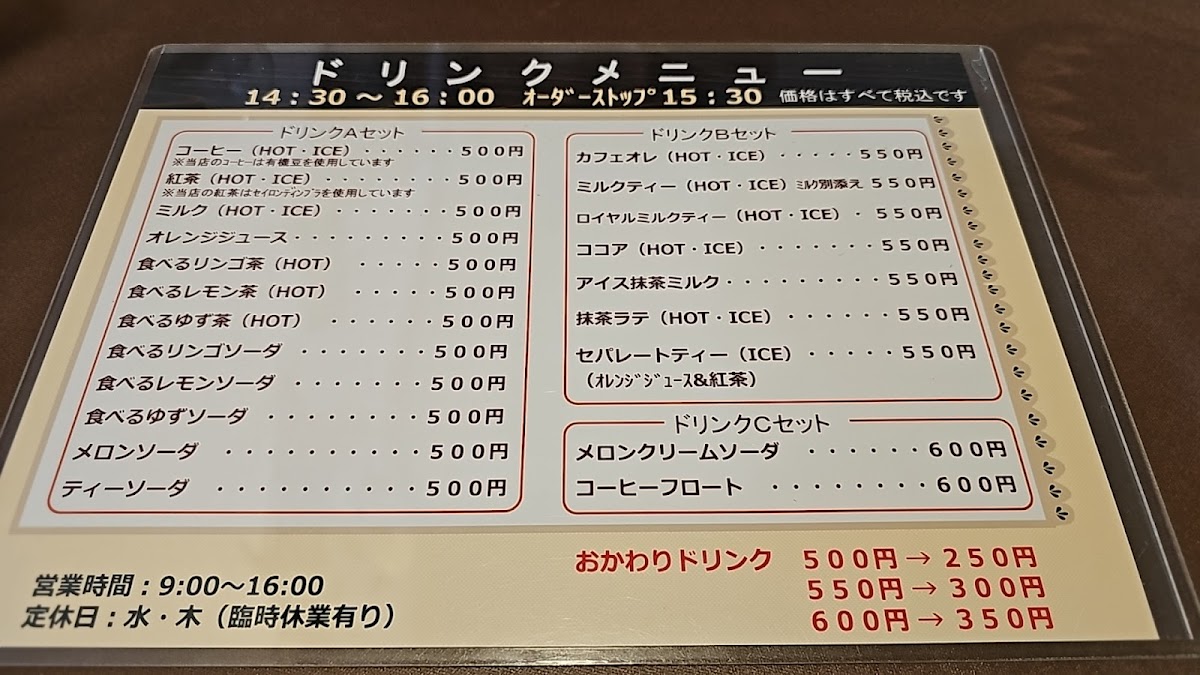 ドリンクメニュー
14：30～16：00 ｵｰﾀﾞｰストップ15：30 価格はすべて税込です
ドリンクAセット
コーヒー（HOT・ICE）・・・・・・５００円
※当店のｺｰﾋｰは有機豆を使用しています
紅茶（HOT・ICE）・・・・・・・５００円
※当店の紅茶はｾｲﾛﾝﾃｨﾝﾌﾞﾗを使用しています
ミルク（HOT・ICE）・・・・・・・５００円
オレンジジュース・・・・・・・・・５００円
食べるリンゴ茶（HOT）・・・・・５００円
食べるレモン茶（HOT）・・・・・５００円
食べるゆず茶（HOT）・・・・・・５００円
食べるリンゴソーダ・・・・・・・５００円
食べるレモンソーダ・・・・・・・５００円
食べるゆずソーダ・・・・・・・・５００円
メロンソーダ・・・・・・・・・・５００円
ティーソーダ・・・・・・・・・・５００円
ドリンクBセット
カフェオレ（HOT・ICE）・・・・・５５０円
ミルクティー（HOT・ICE）ﾐﾙｸ別添え ５５０円
ロイヤルミルクティー（HOT・ICE）・５５０円
ココア（HOT・ICE）・・・・・・・５５０円
アイス抹茶ミルク・・・・・・・・・５５０円
抹茶ラテ（HOT・ICE）・・・・・・５５０円
セパレートティー（ICE）・・・・・５５０円
（ｵﾚﾝｼﾞｼﾞｭｰｽ&紅茶）
ドリンクCセット
メロンクリームソーダ・・・・・・６００円
コーヒーフロート・・・・・・・・６００円
おかわりドリンク ５００円→２５０円
５５０円→３００円
６００円→３５０円
営業時間：9:00～16:00
定休日：水・木（臨時休業有り）